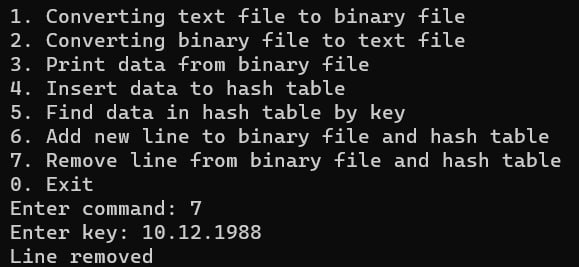 1. Converting text file to binary file
2. Converting binary file to text file
3. Print data from binary file
4. Insert data to hash table
5. Find data in hash table by key
6. Add new line to binary file and hash table
7. Remove line from binary file and hash table
0. Exit
Enter command: 7
Enter key: 10.12.1988
Line removed